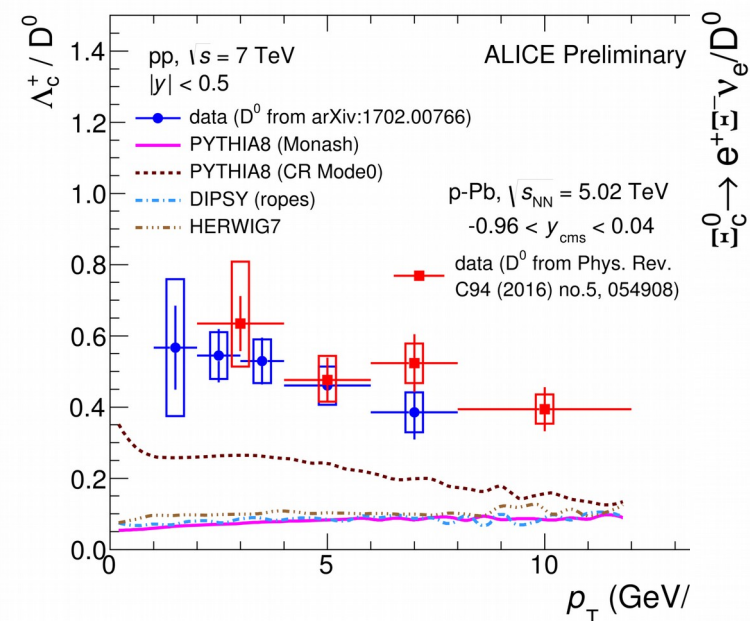 Λc+ / D0
1.4
1.2
1.0
0.8
0.6
0.4
0.2
0.0
0
5
10
pT (GeV/
pp, √s = 7 TeV
|y| < 0.5
data (D0 from arXiv:1702.00766)
PYTHIA8 (Monash)
PYTHIA8 (CR Mode0)
DIPSY (ropes)
HERWIG7
ALICE Preliminary
p-Pb, √sNN = 5.02 TeV
-0.96 < ycms < 0.04
data (D0 from Phys. Rev.
C94 (2016) no.5, 054908)
Ξc0→ e+Ξ−νe/D0